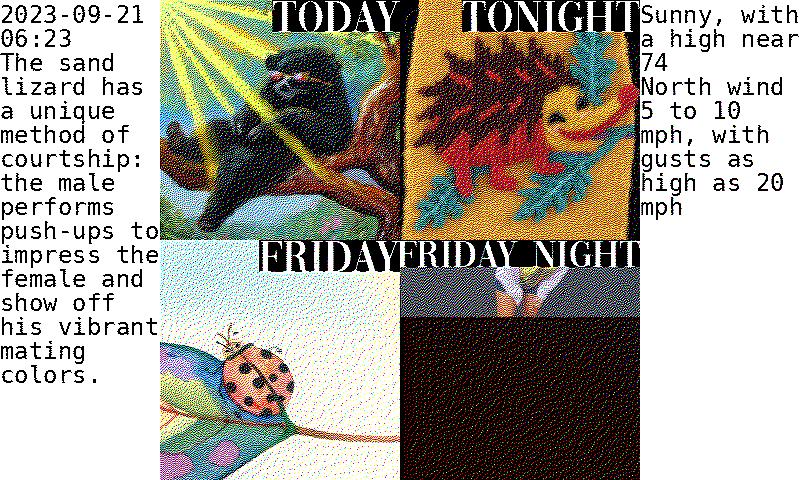 2023-09-21
06:23
The sand
lizard has
a unique
method of
courtship:
the male
performs
push-ups to
impress the
female and
show off
his vibrant
mating
colors.
TODAY
TONIGHT
FRIDAY
FRIDAY NIGHT
Sunny, with
a high near
74
North wind
5 to 10
mph, with
gusts as
high as 20
mph